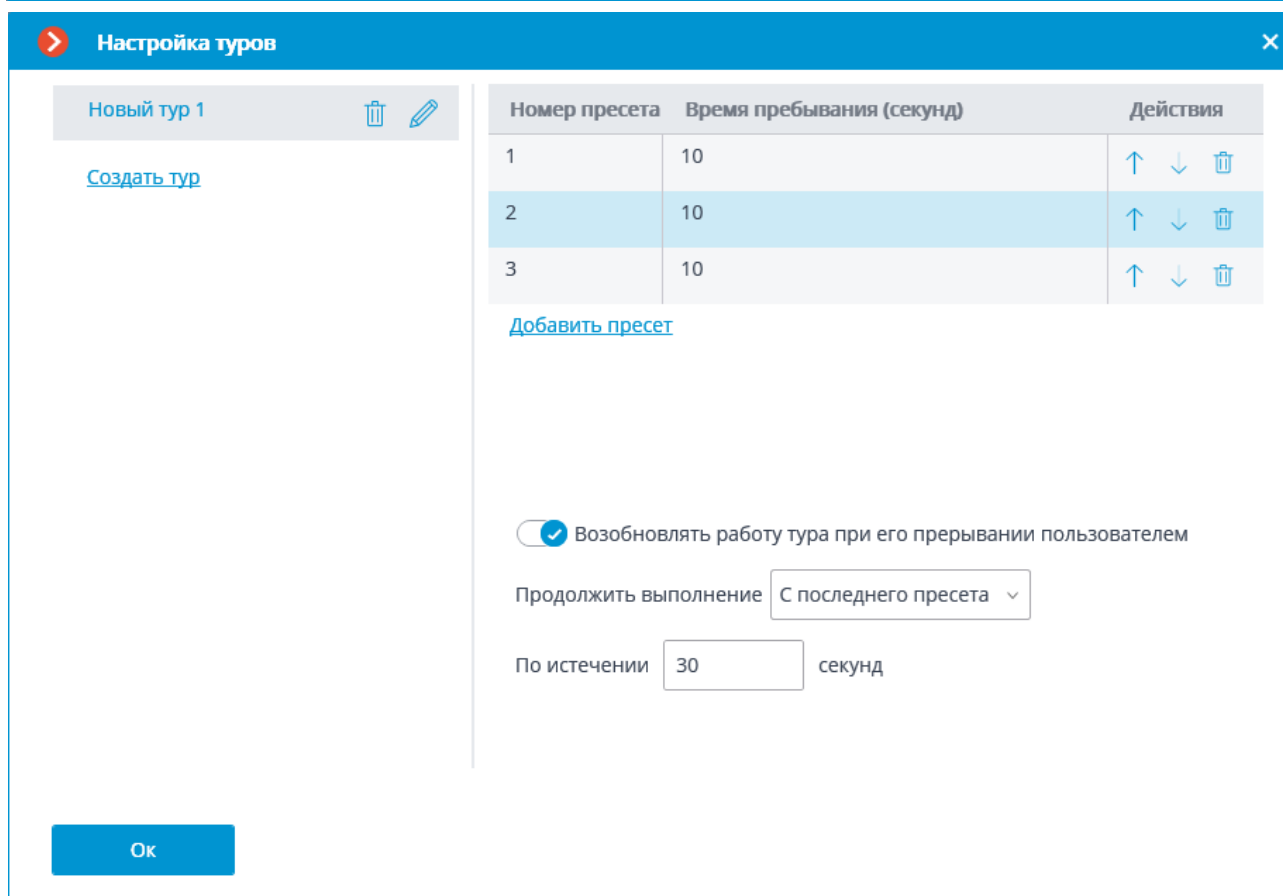 Настройка туров
Новый тур 1
Создать тур
Номер пресета Время пребывания (секунд) Действия
1 10
2 10
3 10
Добавить пресет
Возобновлять работу тура при его прерывании пользователем
Продолжить выполнение С последнего пресета
По истечении 30 секунд
Ок